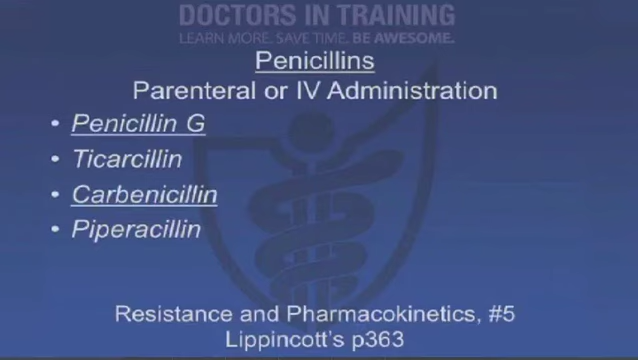 DOCTORS IN TRAINING
LEARN MORE. SAVE TIME. BE AWESOME.
Penicillins
Parenteral or IV Administration
• Penicillin G
• Ticarcillin
• Carbenicillin
• Piperacillin
Resistance and Pharmacokinetics, #5
Lippincott's p363